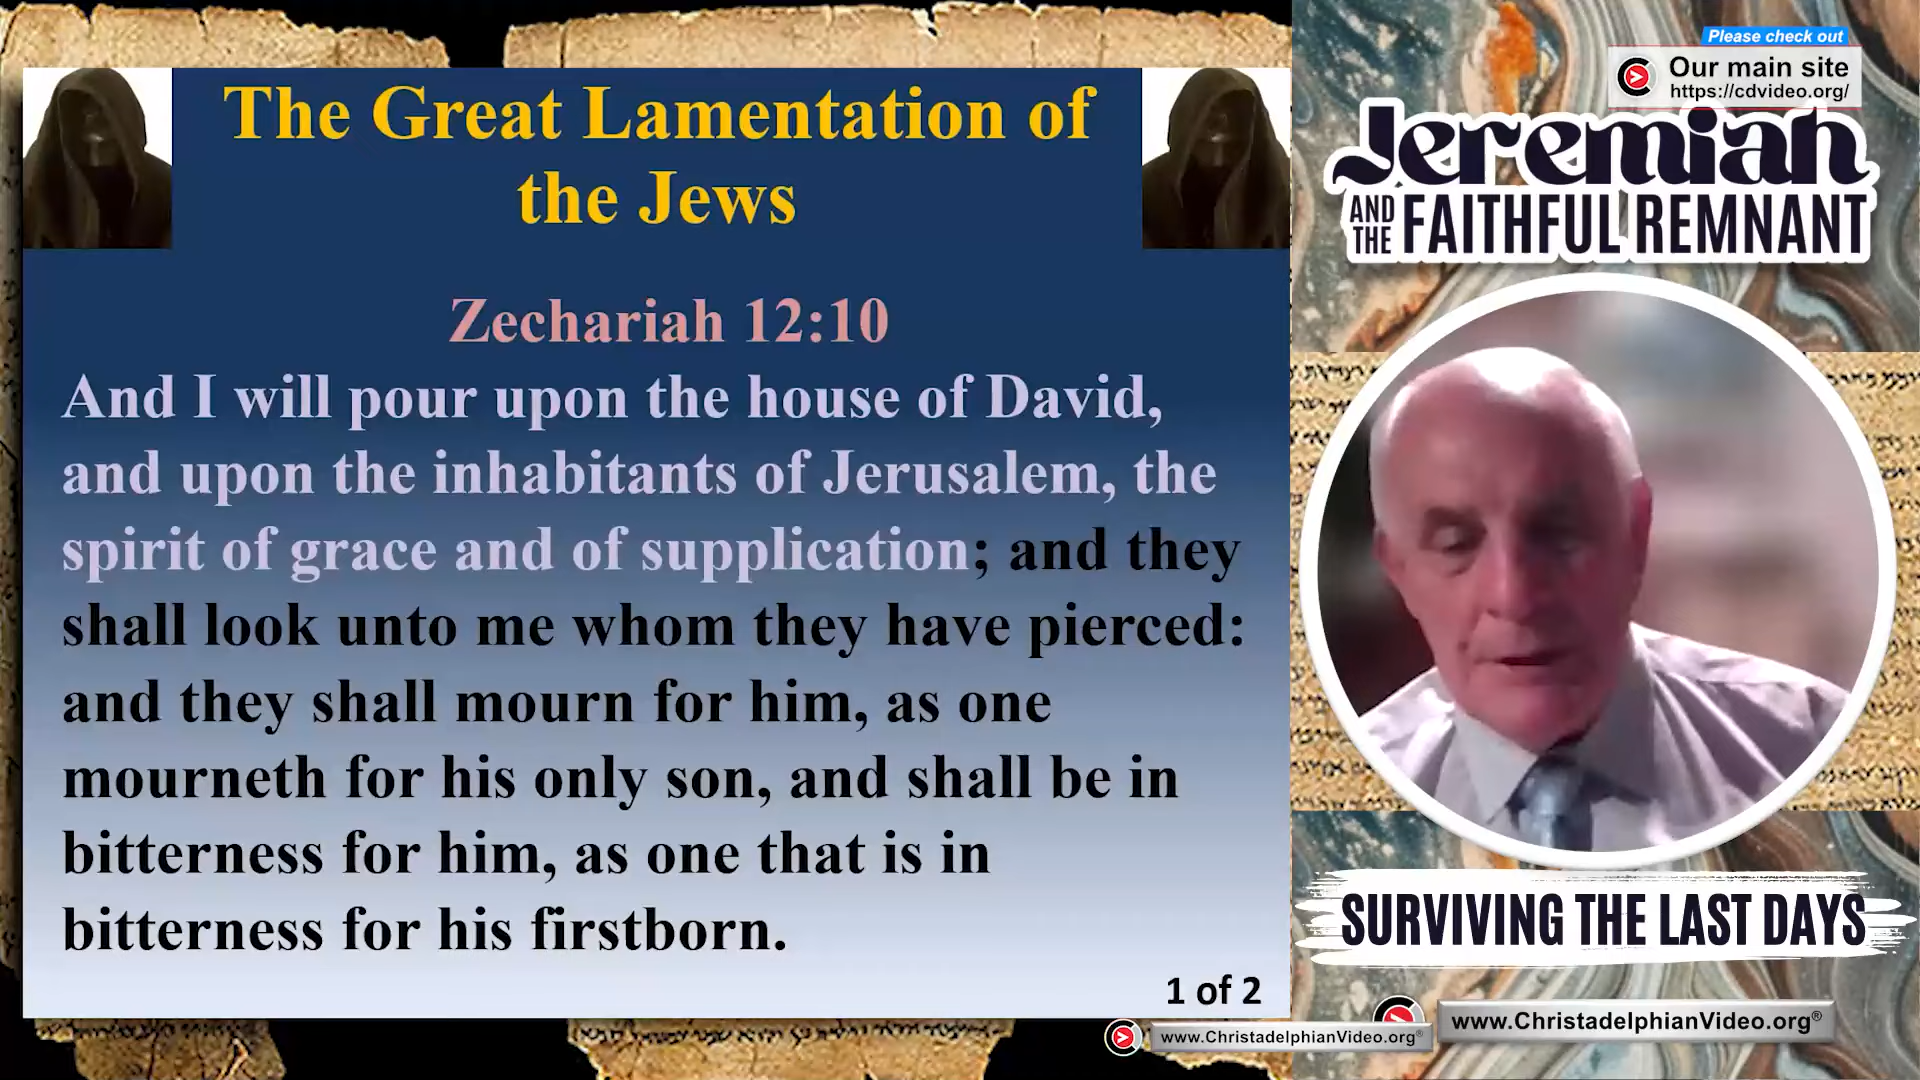 The Great Lamentation of
the Jews
Zechariah 12:10
And I will pour upon the house of David,
and upon the inhabitants of Jerusalem, the
spirit of grace and of supplication; and they
shall look unto me whom they have pierced:
and they shall mourn for him, as one
mourneth for his only son, and shall be in
bitterness for him, as one that is in
bitterness for his firstborn.
1 of 2
Please check out
Our main site
https://cdvideo.org/
Jeremiah
AND THE FAITHFUL REMNANT
SURVIVING THE LAST DAYS
www.ChristadelphianVideo.org®
www.ChristadelphianVideo.org®